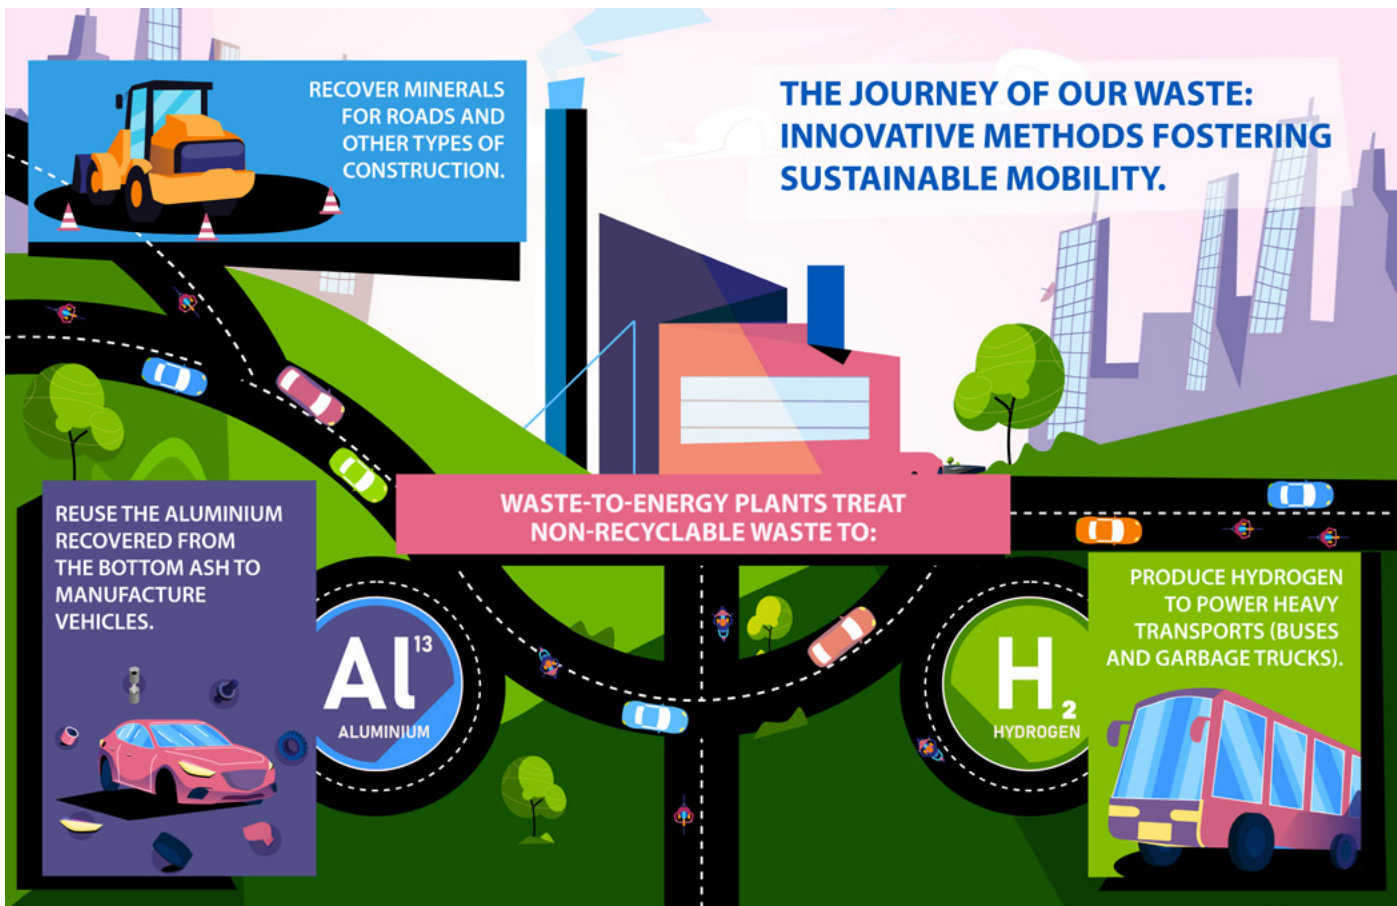 THE JOURNEY OF OUR WASTE:
INNOVATIVE METHODS FOSTERING
SUSTAINABLE MOBILITY.
RECOVER MINERALS
FOR ROADS AND
OTHER TYPES OF
CONSTRUCTION.
WASTE-TO-ENERGY PLANTS TREAT
NON-RECYCLABLE WASTE TO:
REUSE THE ALUMINIUM
RECOVERED FROM
THE BOTTOM ASH TO
MANUFACTURE
VEHICLES.
Al 13
ALUMINIUM
H2
HYDROGEN
PRODUCE HYDROGEN
TO POWER HEAVY
TRANSPORTS (BUSES
AND GARBAGE TRUCKS).